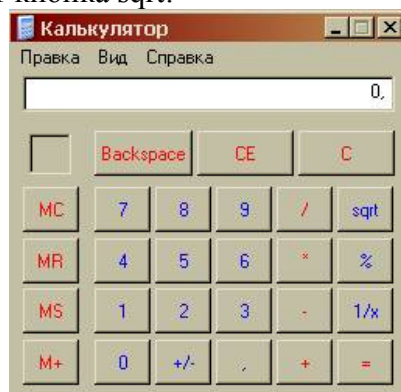 кнопка sqrt.
Калькулятор
Правка Вид Справка
0,
Backspace CE C
MC 7 8 9 / sqrt
MR 4 5 6 * %
MS 1 2 3 - 1/x
M+ 0 +/- , + =